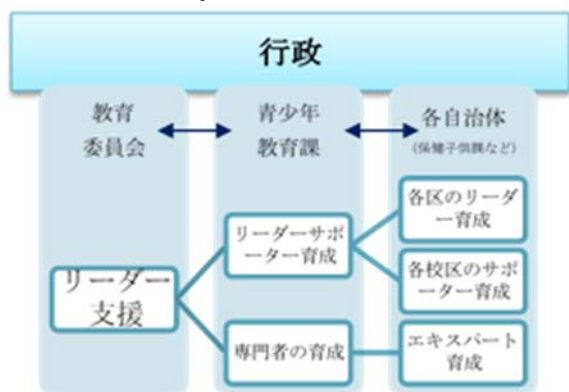 行政
教育
委員会
青少年
教育課
各自治体
(保健子供課など)
リーダー
支援
リーダーサポ
ーター育成
専門者の育成
各区のリーダ
ー育成
各校区のサポ
ーター育成
エキスパート
育成